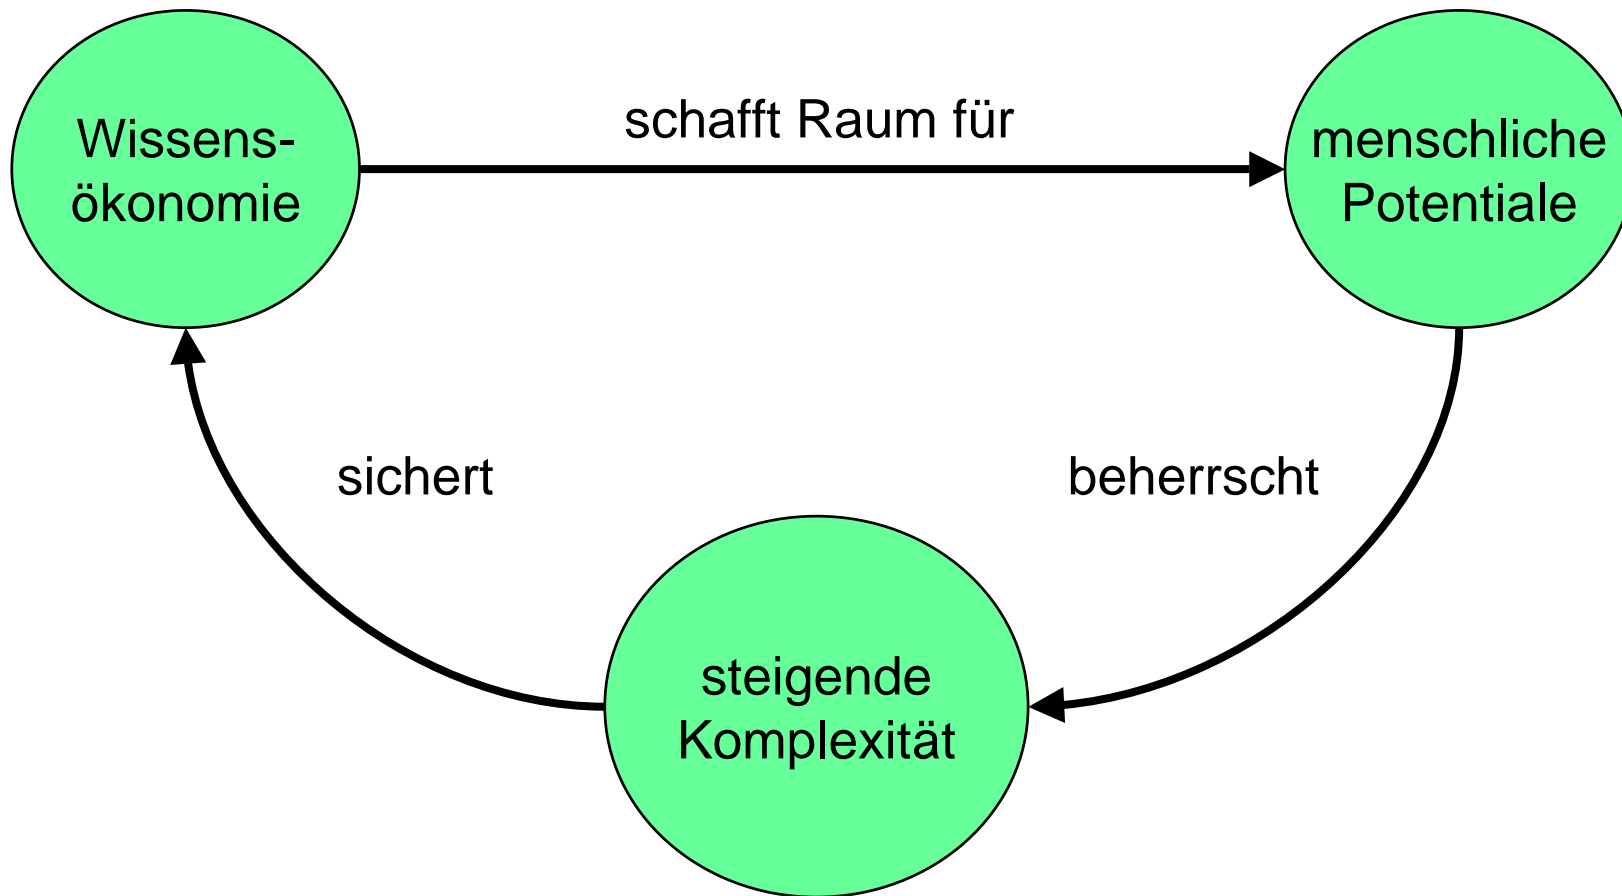 Wissens-
ökonomie
schafft Raum für
menschliche
Potentiale
sichert
beherrscht
steigende
Komplexität